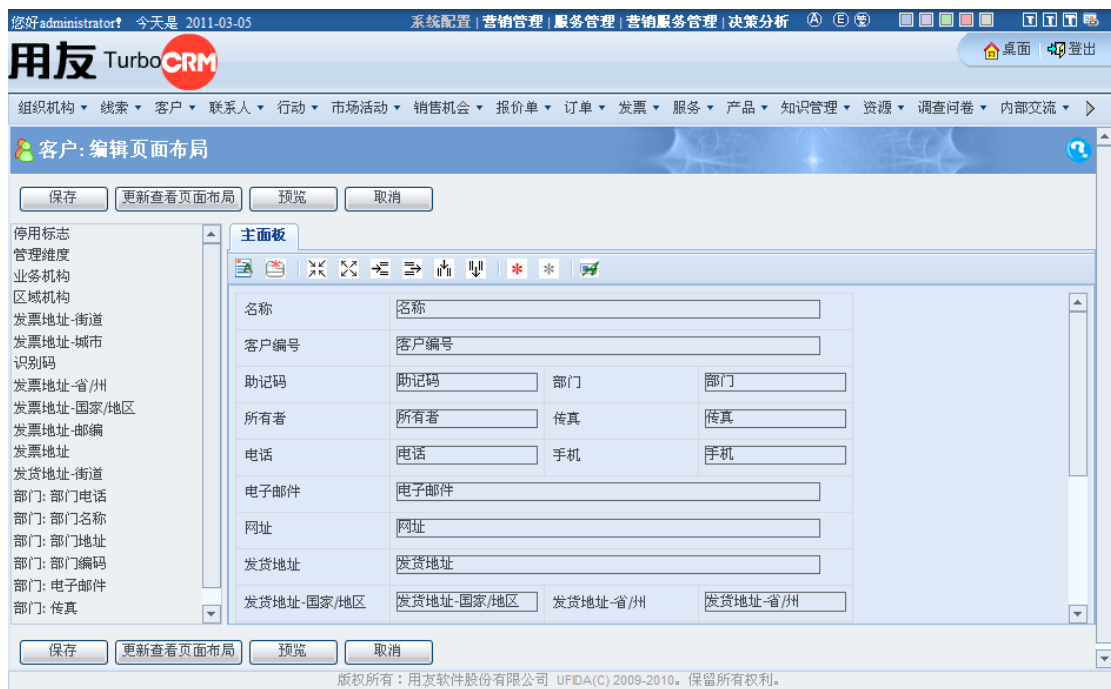 您好administrator! 今天是 2011-03-05 系统配置 | 营销管理 | 服务管理 | 营销服务管理 | 决策分析 A E 繁 T T T
用友 TurboCRM 桌面 登出
组织机构 线索 客户 联系人 行动 市场活动 销售机会 报价单 订单 发票 服务 产品 知识管理 资源 调查问卷 内部交流
客户: 编辑页面布局
保存 更新查看页面布局 预览 取消
停用标志
管理维度
业务机构
区域机构
发票地址-街道
发票地址-城市
识别码
发票地址-省/州
发票地址-国家/地区
发票地址-邮编
发票地址
发货地址-街道
部门: 部门电话
部门: 部门名称
部门: 部门地址
部门: 部门编码
部门: 电子邮件
部门: 传真
主面板
名称 名称
客户编号 客户编号
助记码 助记码 部门 部门
所有者 所有者 传真 传真
电话 电话 手机 手机
电子邮件 电子邮件
网址 网址
发货地址 发货地址
发货地址-国家/地区 发货地址-国家/地区 发货地址-省/州 发货地址-省/州
保存 更新查看页面布局 预览 取消
版权所有：用友软件股份有限公司 UFIDA(C) 2009-2010。保留所有权利。